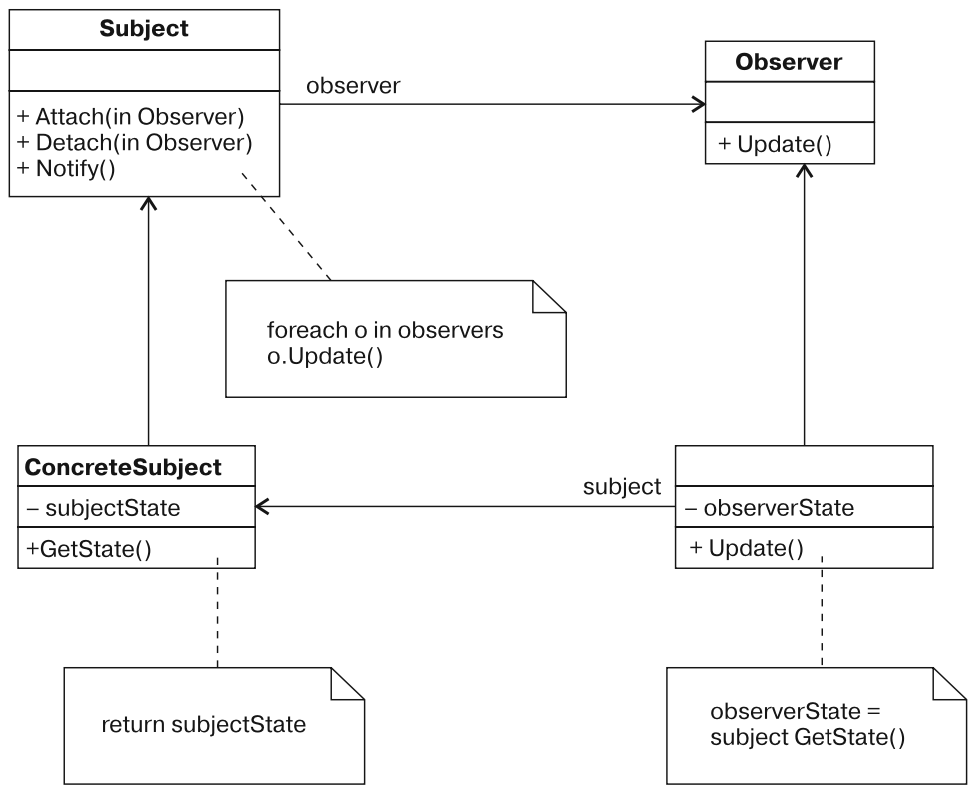 Subject
+ Attach(in Observer)
+ Detach(in Observer)
+ Notify()
observer
Observer
+ Update()
foreach o in observers
o.Update()
ConcreteSubject
– subjectState
+GetState()
subject
– observerState
+ Update()
return subjectState
observerState =
subject GetState()